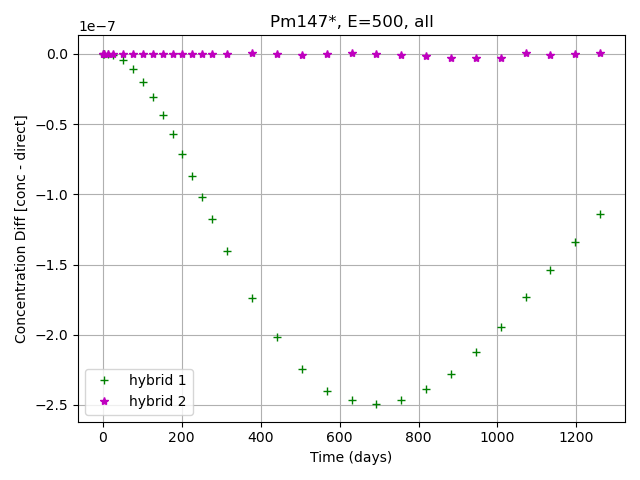 Pm147*, E=500, all
1e−7
0.0
−0.5
−1.0
−1.5
−2.0
−2.5
Concentration Diff [conc - direct]
hybrid 1
hybrid 2
0 200 400 600 800 1000 1200
Time (days)